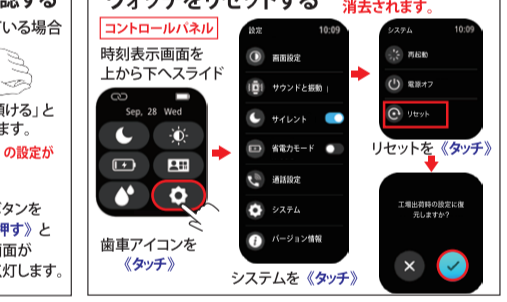 認する
ている場合
頂ける」と
ます。
の設定が
ボタンを
押す》と
画面が
灯します。
ウォッチをリセットする
消去されます。
コントロールパネル
時刻表示画面を
上から下へスライド
Sep, 28 Wed
歯車アイコンを
《タッチ》
設定 10:09
画面設定
サウンドと振動
サイレント
省電力モード
通話設定
システム
バージョン情報
システムを《タッチ》
システム 10:09
再起動
電源オフ
リセット
リセットを《タッチ》
工場出荷時の設定に復
元しますか?